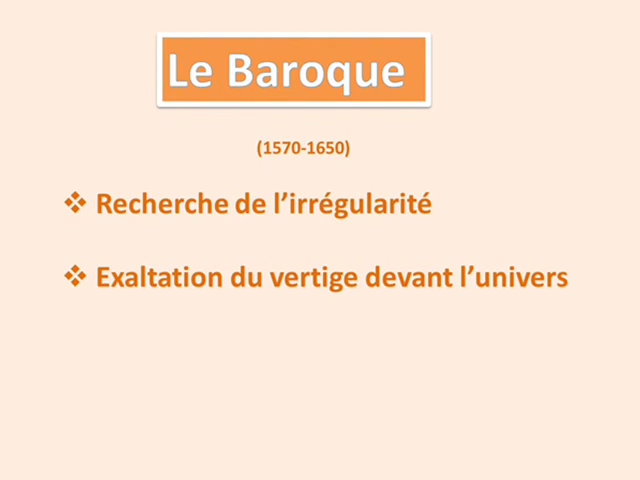 Le Baroque
(1570-1650)
❖ Recherche de l’irrégularité
❖ Exaltation du vertige devant l’univers